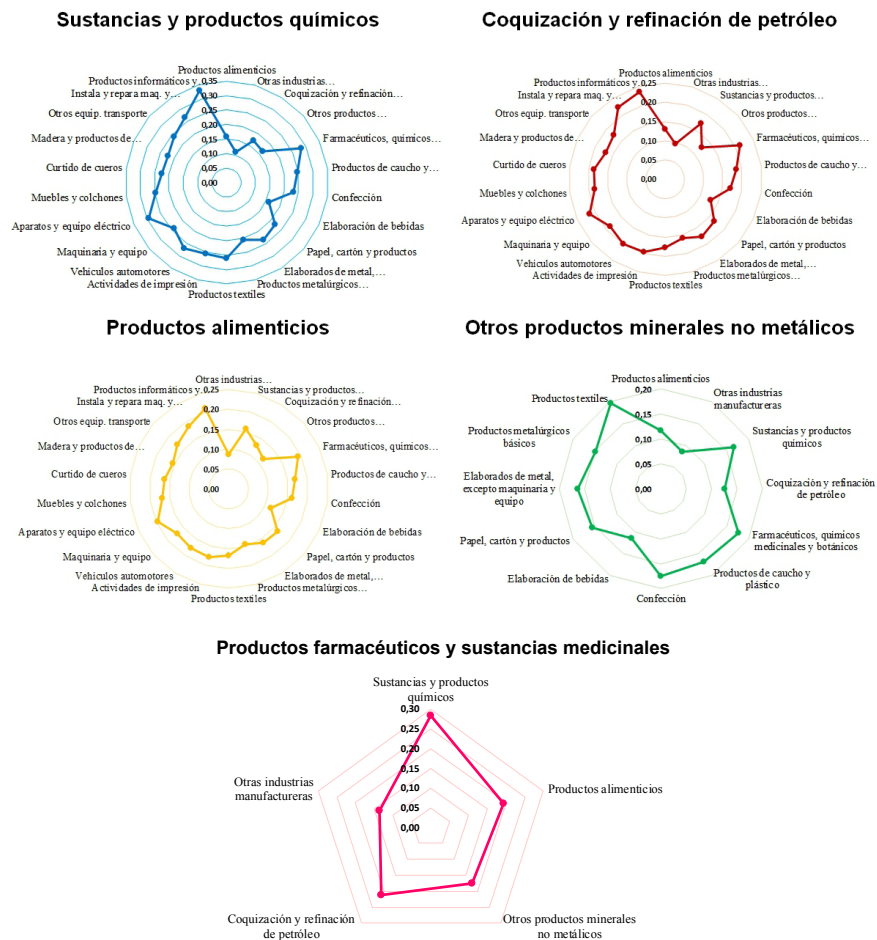 Sustancias y productos químicos
Productos alimenticios
0,35
0,30
0,25
0,20
0,15
0,10
0,05
0,00
Otras industrias…
Coquización y refinación…
Otros productos…
Farmacéuticos, químicos…
Productos de caucho y…
Confección
Elaboración de bebidas
Papel, cartón y productos
Elaborados de metal,…
Productos metalúrgicos…
Productos textiles
Actividades de impresión
Vehiculos automotores
Maquinaria y equipo
Aparatos y equipo eléctrico
Muebles y colchones
Curtido de cueros
Madera y productos de…
Otros equip. transporte
Instala y repara maq. y…
Productos informáticos y
Coquización y refinación de petróleo
Productos alimenticios
0,25
0,20
0,15
0,10
0,05
0,00
Otras industrias…
Sustancias y productos…
Otros productos…
Farmacéuticos, químicos…
Productos de caucho y…
Confección
Elaboración de bebidas
Papel, cartón y productos
Elaborados de metal,…
Productos metalúrgicos…
Productos textiles
Actividades de impresión
Vehiculos automotores
Maquinaria y equipo
Aparatos y equipo eléctrico
Muebles y colchones
Curtido de cueros
Madera y productos de…
Otros equip. transporte
Instala y repara maq. y…
Productos informáticos y
Productos alimenticios
Otras industrias…
0,25
0,20
0,15
0,10
0,05
0,00
Sustancias y productos…
Coquización y refinación…
Otros productos…
Farmacéuticos, químicos…
Productos de caucho y…
Confección
Elaboración de bebidas
Papel, cartón y productos
Elaborados de metal,…
Productos metalúrgicos…
Productos textiles
Actividades de impresión
Vehiculos automotores
Maquinaria y equipo
Aparatos y equipo eléctrico
Muebles y colchones
Curtido de cueros
Madera y productos de…
Otros equip. transporte
Instala y repara maq. y…
Productos informáticos y
Otros productos minerales no metálicos
Productos alimenticios
0,20
0,15
0,10
0,05
0,00
Otras industrias
manufactureras
Sustancias y productos
quimicos
Coquización y refinación
de petróleo
Farmacéuticos, quimicos
medicinales y botánicos
Productos de caucho y
plástico
Confección
Elaboración de bebidas
Papel, cartón y productos
Elaborados de metal,
excepto maquinaria y
equipo
Productos metalúrgicos
básicos
Productos textiles
Productos farmacéuticos y sustancias medicinales
Sustancias y productos
químicos
0,30
0,25
0,20
0,15
0,10
0,05
0,00
Productos alimenticios
Otros productos minerales
no metálicos
Coquización y refinación
de petróleo
Otras industrias
manufactureras